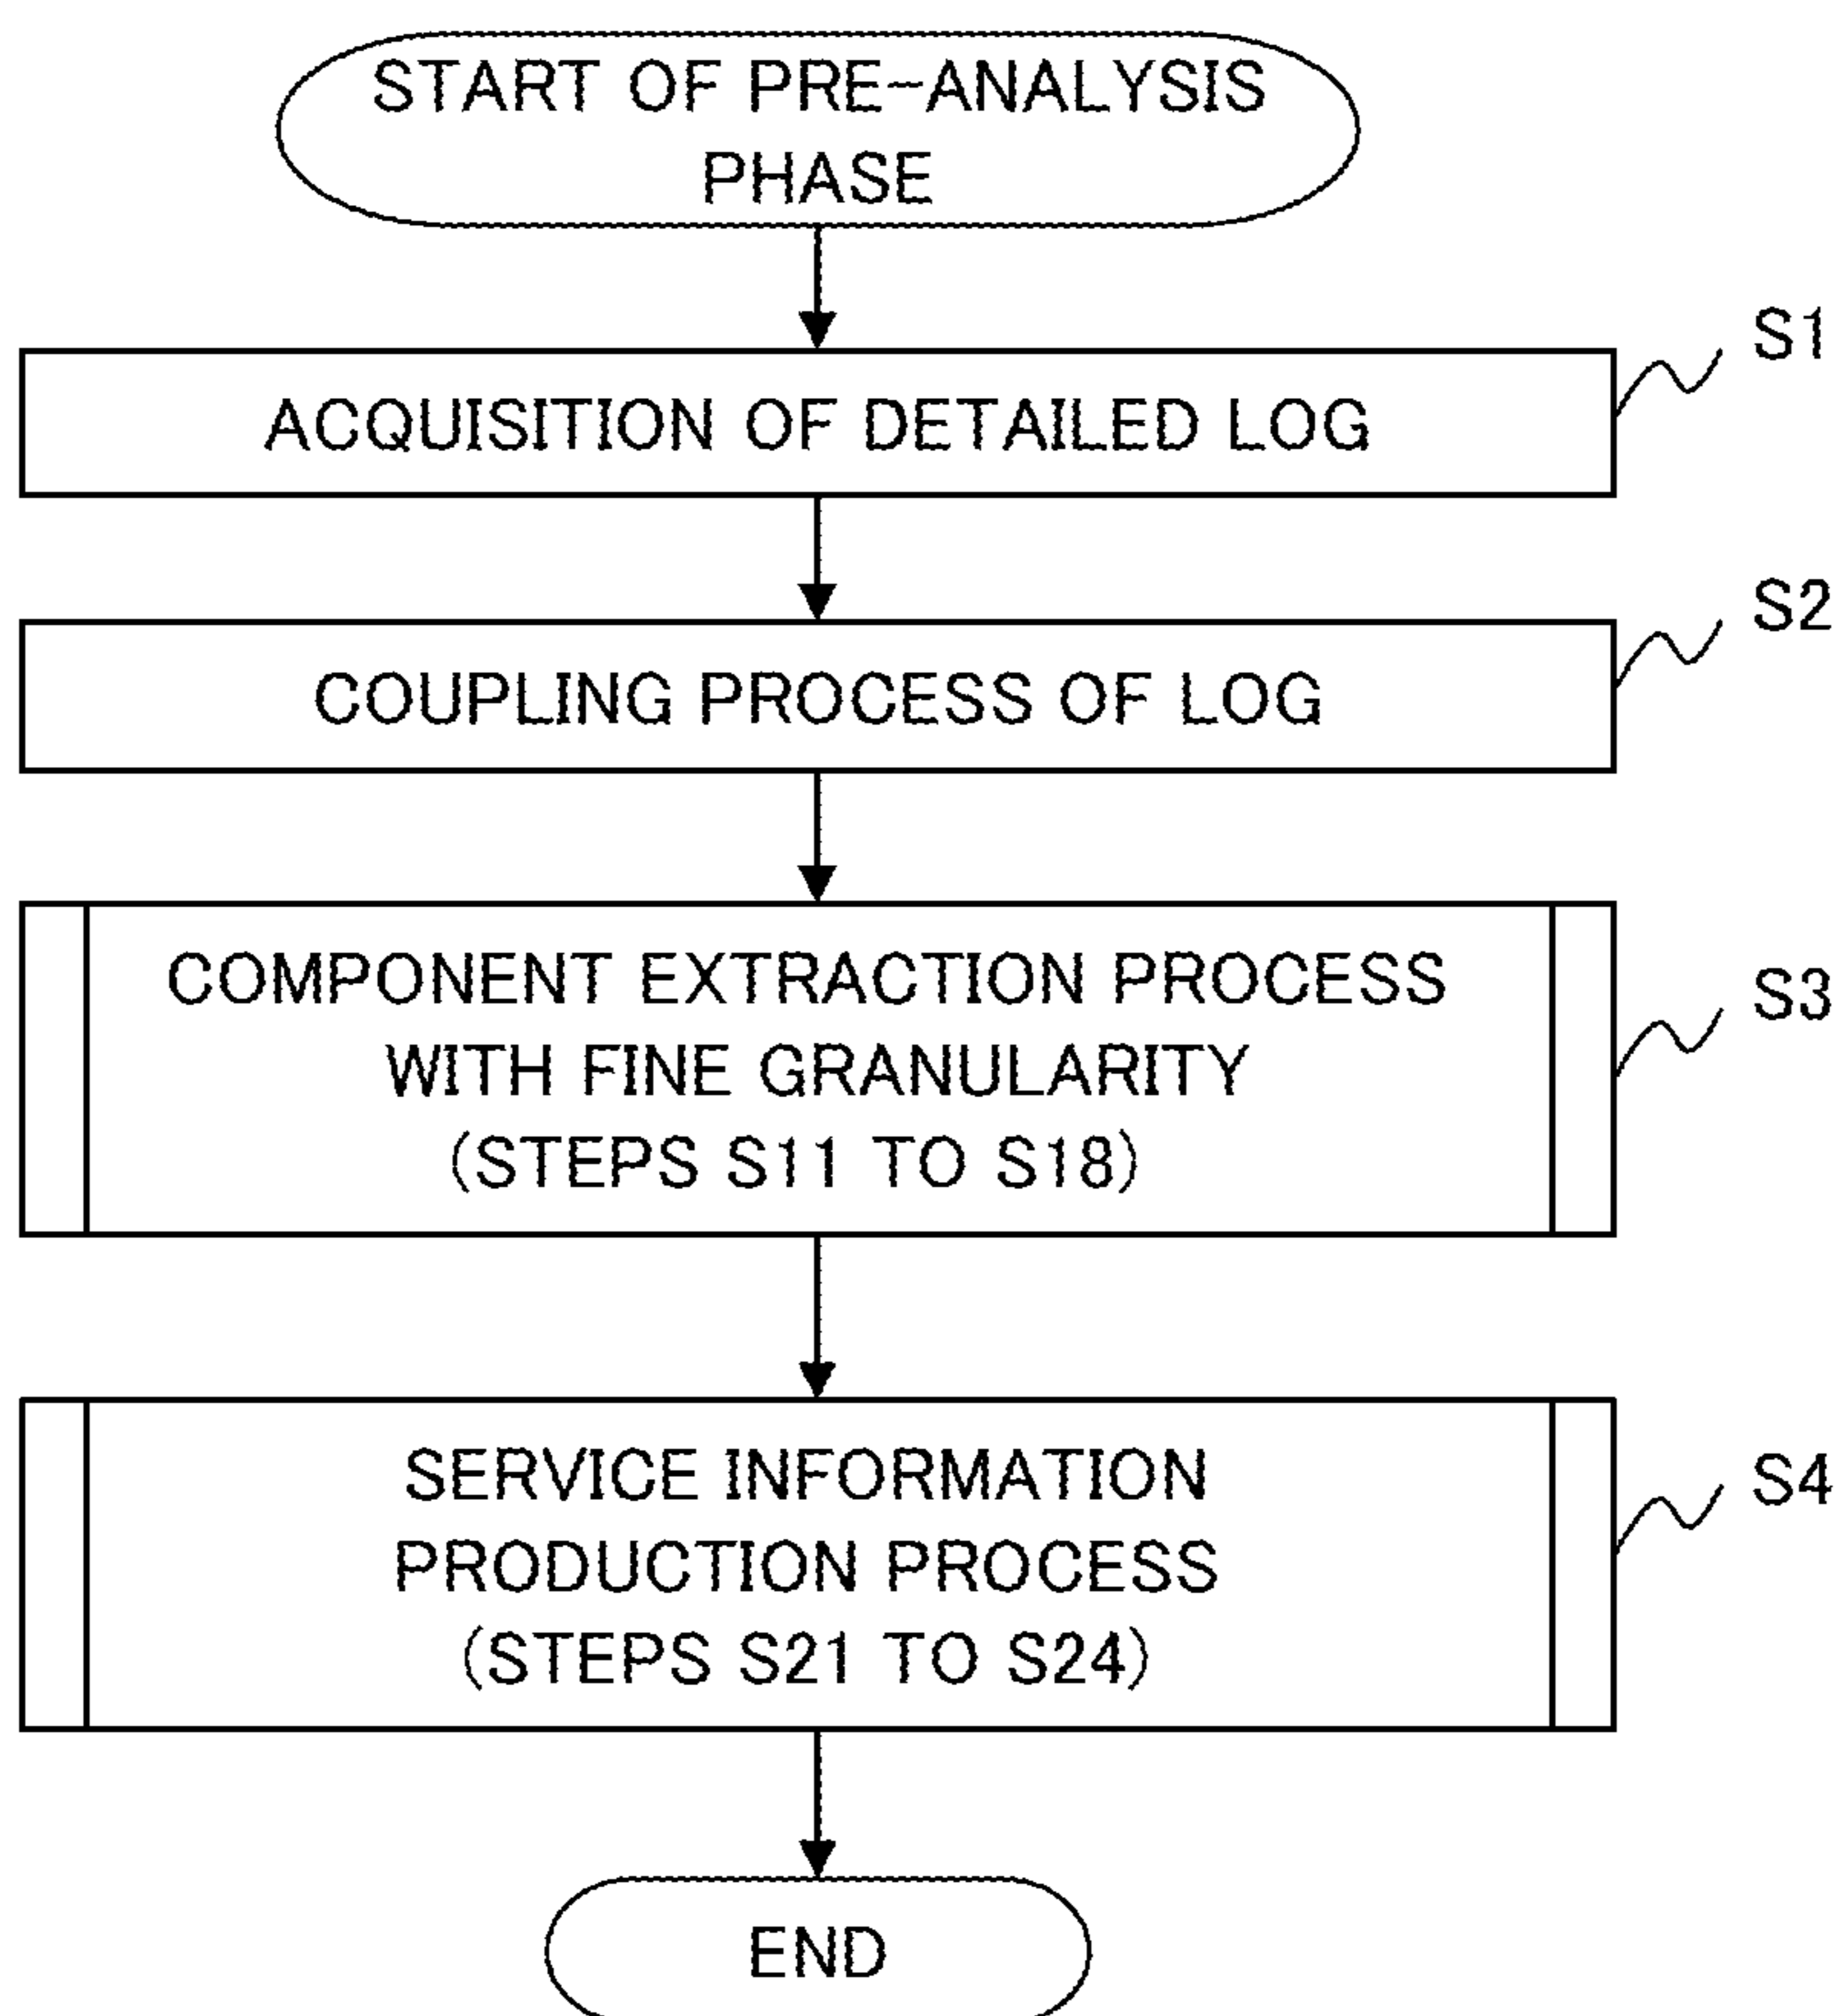 START OF PRE-ANALYSIS
PHASE
S1
ACQUISITION OF DETAILED LOG
S2
COUPLING PROCESS OF LOG
S3
COMPONENT EXTRACTION PROCESS
WITH FINE GRANULARITY
(STEPS S11 TO S18)
S4
SERVICE INFORMATION
PRODUCTION PROCESS
(STEPS S21 TO S24)
END